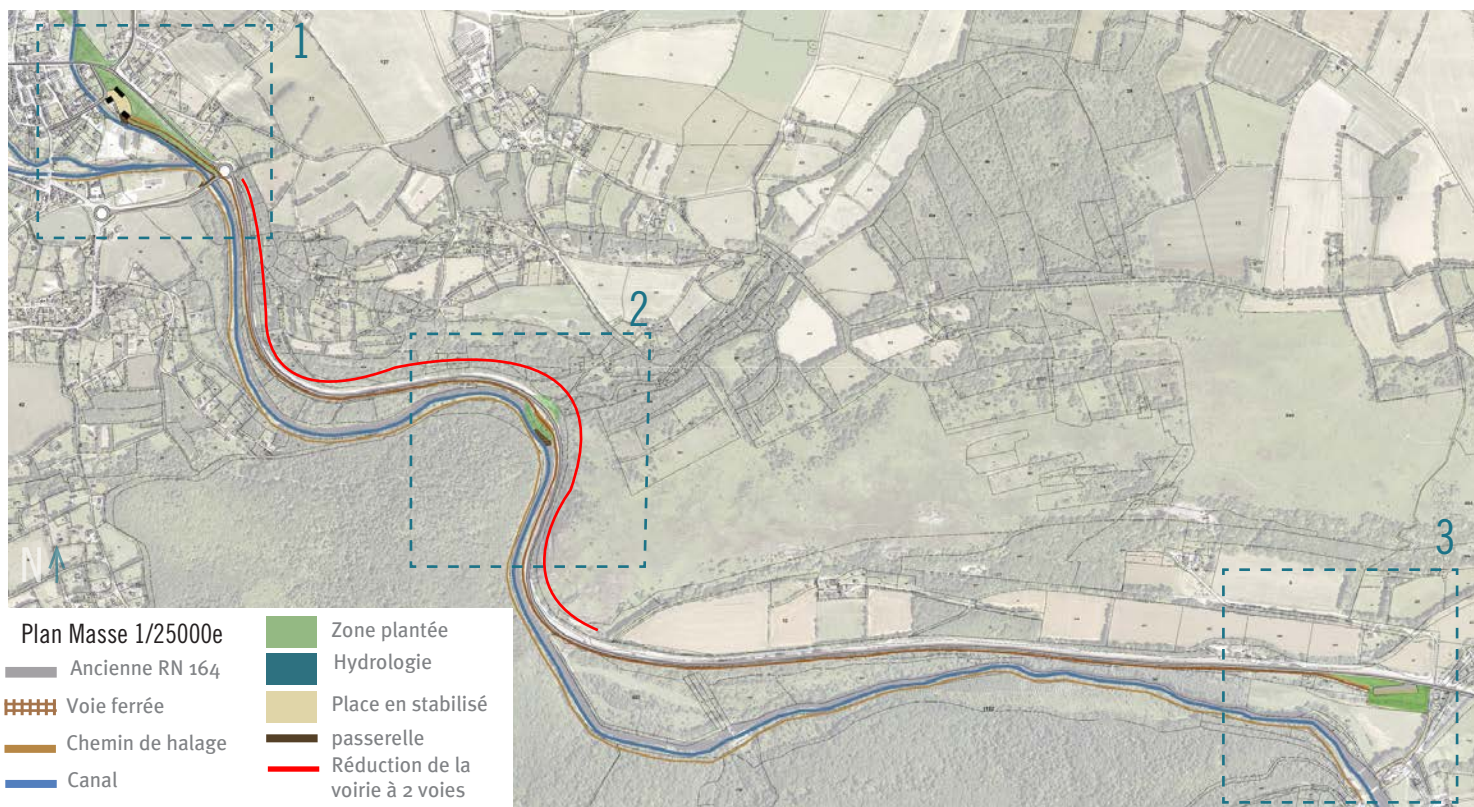 1
2
3
N
Plan Masse 1/25000e
Ancienne RN 164
Voie ferrée
Chemin de halage
Canal
Zone plantée
Hydrologie
Place en stabilisé
passerelle
Réduction de la
voirie à 2 voies